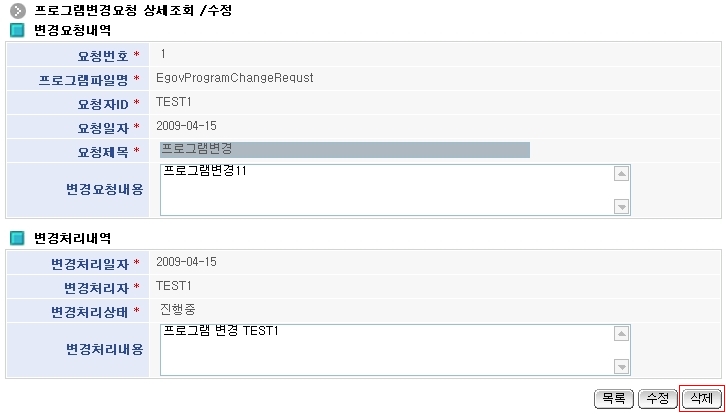 프로그램변경요청 상세조회 /수정
변경요청내역
요청번호 * 1
프로그램파일명 * EgovProgramChangeRequst
요청자ID * TEST1
요청일자 * 2009-04-15
요청제목 * 프로그램변경
변경요청내용 프로그램변경11
변경처리내역
변경처리일자 * 2009-04-15
변경처리자 * TEST1
변경처리상태 * 진행중
변경처리내용 프로그램 변경 TEST1
목록 수정 삭제